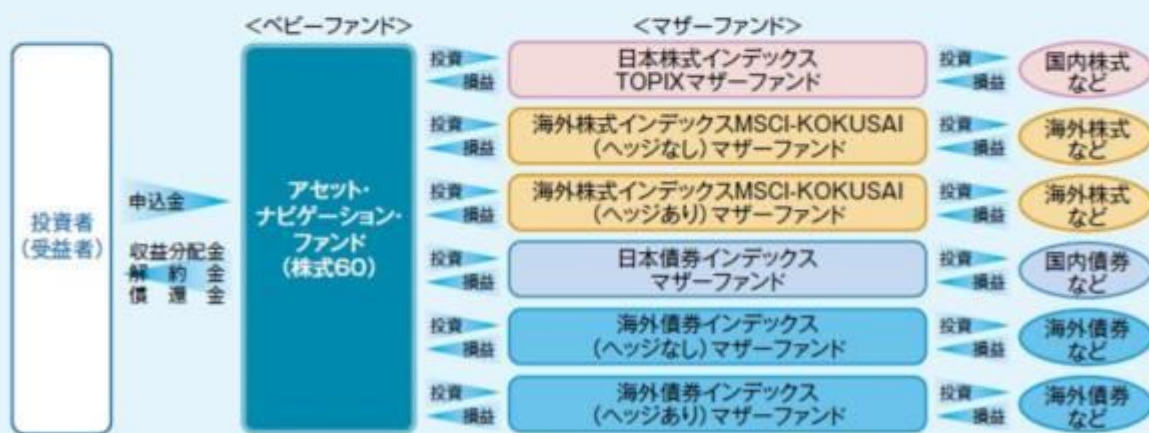 <ベビーファンド>
<マザーファンド>
投資者
(受益者)
申込金
収益分配金
解約金
償還金
アセット・
ナビゲーション・
ファンド
(株式60)
投資
損益
日本株式インデックス
TOPIXマザーファンド
投資
損益
国内株式
など
投資
損益
海外株式インデックスMSCI-KOKUSAI
(ヘッジなし)マザーファンド
投資
損益
海外株式
など
投資
損益
海外株式インデックスMSCI-KOKUSAI
(ヘッジあり)マザーファンド
投資
損益
海外株式
など
投資
損益
日本債券インデックス
マザーファンド
投資
損益
国内債券
など
投資
損益
海外債券インデックス
(ヘッジなし)マザーファンド
投資
損益
海外債券
など
投資
損益
海外債券インデックス
(ヘッジあり)マザーファンド
投資
損益
海外債券
など